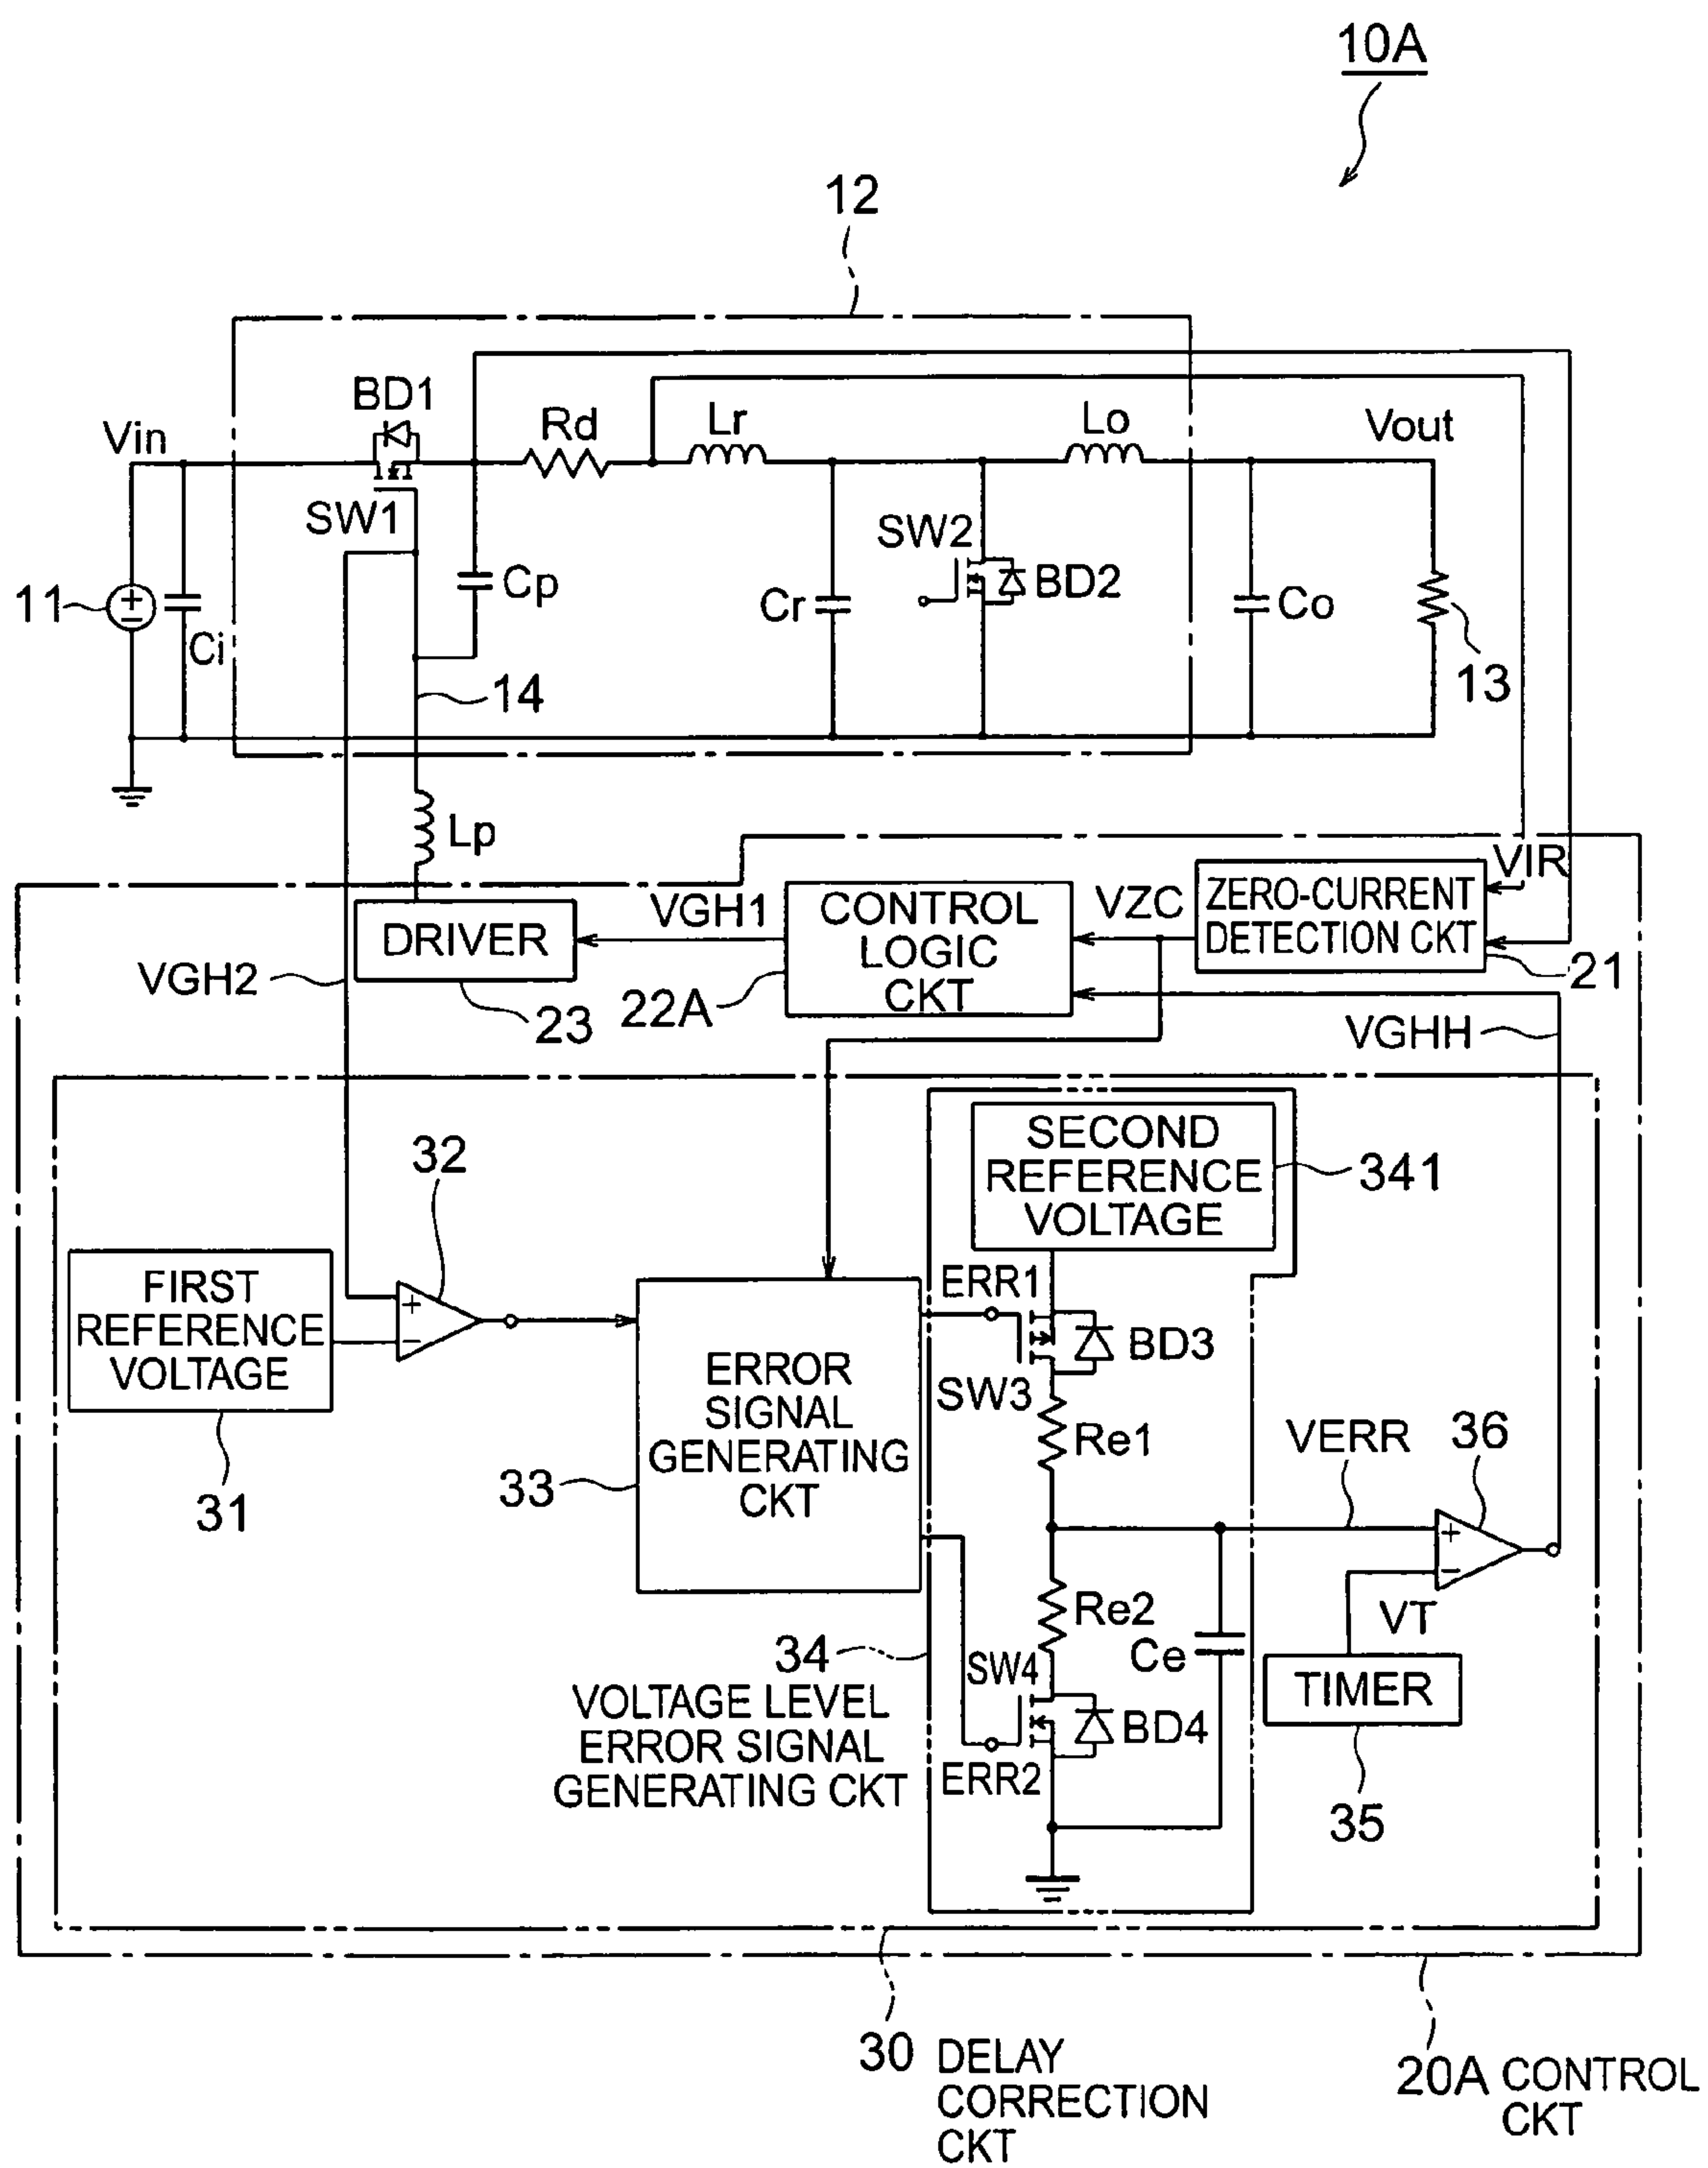 10A
12
BD1
Vin
Rd
Lr
Lo
Vout
SW1
SW2
BD2
11
Ci
Cp
Cr
Co
13
14
Lp
VIR
VGH1
CONTROL
LOGIC
CKT
VZC
ZERO-CURRENT
DETECTION CKT
DRIVER
VGH2
23
22A
21
VGHH
32
SECOND
REFERENCE
VOLTAGE
341
FIRST
REFERENCE
VOLTAGE
+
−
ERR1
BD3
SW3
ERROR
SIGNAL
GENERATING
CKT
Re1
31
33
VERR
36
+
−
Re2
VT
34
SW4
Ce
TIMER
VOLTAGE LEVEL
ERROR SIGNAL
GENERATING CKT
BD4
ERR2
35
30 DELAY
CORRECTION
CKT
20A CONTROL
CKT